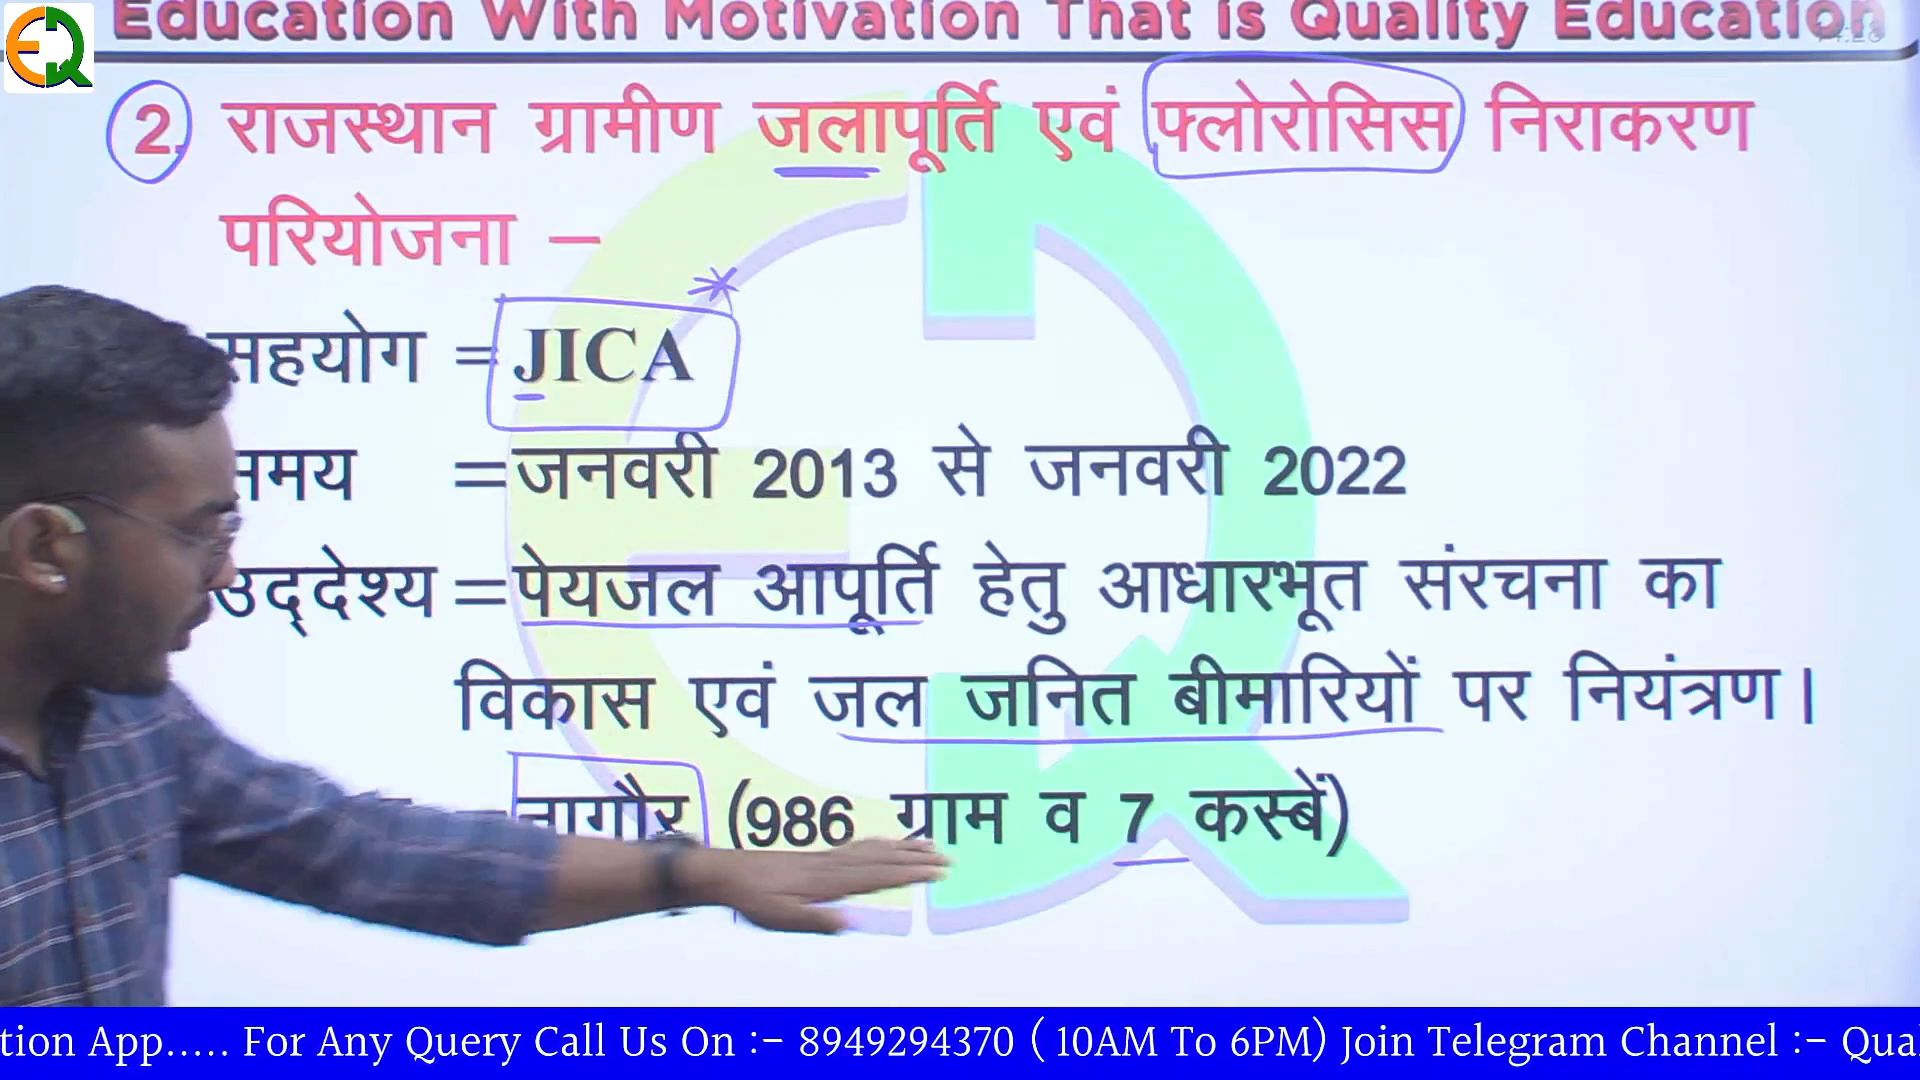 Education With Motivation That is Quality Education
2. राजस्थान ग्रामीण जलापूर्ति एवं फ्लोरोसिस निराकरण
परियोजना –
सहयोग = JICA
समय = जनवरी 2013 से जनवरी 2022
उद्देश्य = पेयजल आपूर्ति हेतु आधारभूत संरचना का
विकास एवं जल जनित बीमारियों पर नियंत्रण।
नागौर (986 ग्राम व 7 कस्बें)
tion App..... For Any Query Call Us On :- 8949294370 ( 10AM To 6PM) Join Telegram Channel :- Qua